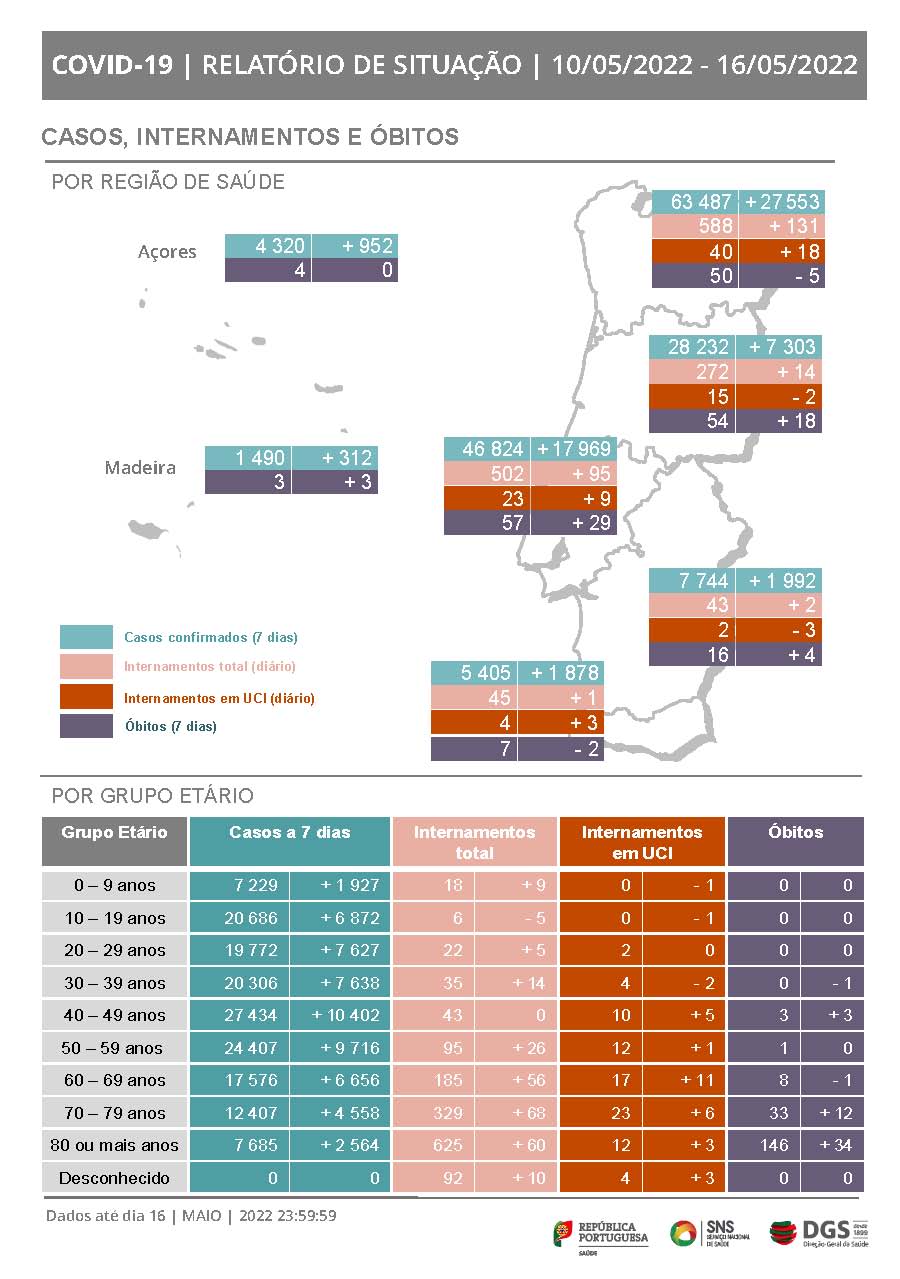 COVID-19 | RELATÓRIO DE SITUAÇÃO | 10/05/2022 - 16/05/2022
CASOS, INTERNAMENTOS E ÓBITOS
POR REGIÃO DE SAÚDE
63 487 + 27 553
588 + 131
40 + 18
50 - 5
Açores
4 320 + 952
4 0
28 232 + 7 303
272 + 14
15 - 2
54 + 18
Madeira
1 490 + 312
3 + 3
46 824 + 17 969
502 + 95
23 + 9
57 + 29
7 744 + 1 992
43 + 2
2 - 3
16 + 4
Casos confirmados (7 dias)
Internamentos total (diário)
Internamentos em UCI (diário)
Óbitos (7 dias)
5 405 + 1 878
45 + 1
4 + 3
7 - 2
POR GRUPO ETÁRIO
Grupo Etário Casos a 7 dias Internamentos total Internamentos em UCI Óbitos
0 – 9 anos 7 229 + 1 927 18 + 9 0 - 1 0 0
10 – 19 anos 20 686 + 6 872 6 - 5 0 - 1 0 0
20 – 29 anos 19 772 + 7 627 22 + 5 2 0 0 0
30 – 39 anos 20 306 + 7 638 35 + 14 4 - 2 0 - 1
40 – 49 anos 27 434 + 10 402 43 0 10 + 5 3 + 3
50 – 59 anos 24 407 + 9 716 95 + 26 12 + 1 1 0
60 – 69 anos 17 576 + 6 656 185 + 56 17 + 11 8 - 1
70 – 79 anos 12 407 + 4 558 329 + 68 23 + 6 33 + 12
80 ou mais anos 7 685 + 2 564 625 + 60 12 + 3 146 + 34
Desconhecido 0 0 92 + 10 4 + 3 0 0
Dados até dia 16 | MAIO | 2022 23:59:59
REPÚBLICA
PORTUGUESA
SAÚDE
SNS
SERVIÇO NACIONAL
DE SAÚDE
DGS
desde
1899
Direção-Geral da Saúde